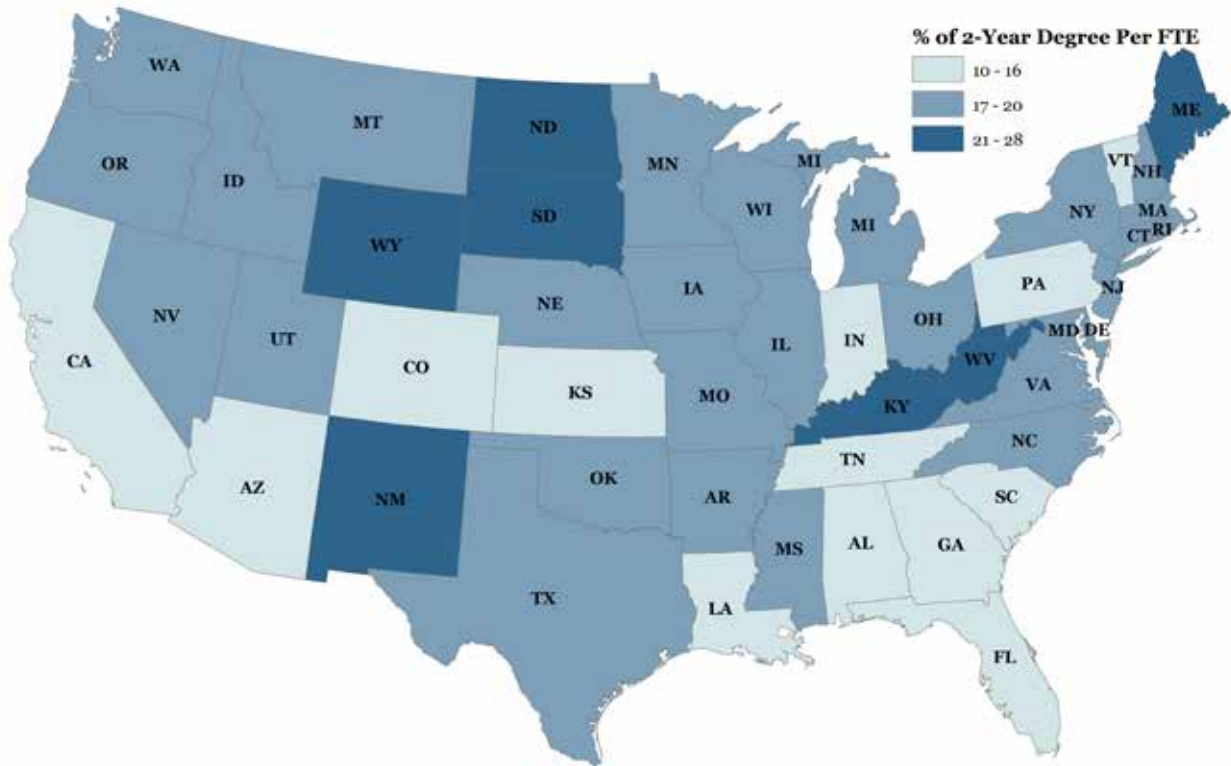 % of 2-Year Degree Per FTE
10 - 16
17 - 20
21 - 28
WA
MT
ND
ME
OR
ID
MN
MI
VT
NH
WY
SD
WI
MI
NY
MA
CT
RI
NV
UT
NE
IA
PA
NJ
CA
CO
KS
MO
IL
IN
OH
MD
DE
WV
VA
KY
AZ
NM
OK
AR
TN
NC
SC
TX
LA
MS
AL
GA
FL